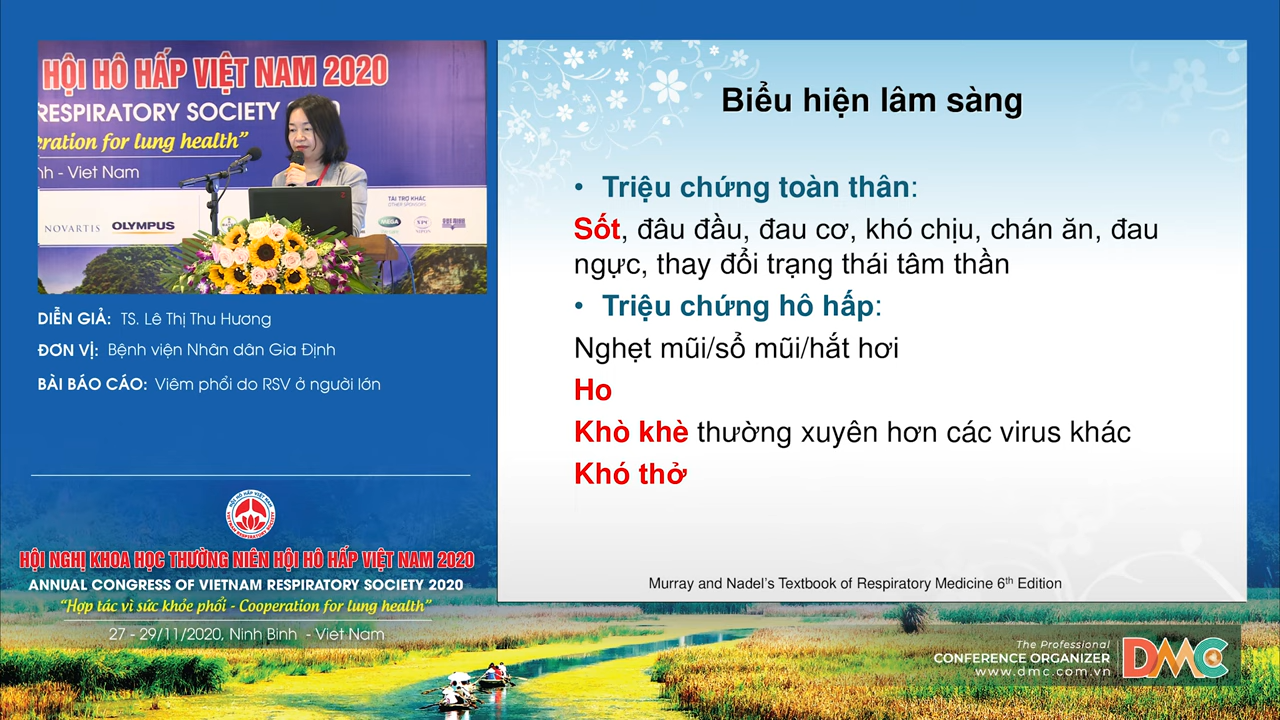 HỘI HÔ HẤP VIỆT NAM 2020
RESPIRATORY SOCIETY 2020
eration for lung health”
nh - Viet Nam
TÀI TRỢ KHÁC
NOVARTIS
OLYMPUS
DIỄN GIẢ: TS. Lê Thị Thu Hương
ĐƠN VỊ: Bệnh viện Nhân dân Gia Định
BÀI BÁO CÁO: Viêm phổi do RSV ở người lớn
HỘI NGHỊ KHOA HỌC THƯỜNG NIÊN HỘI HÔ HẤP VIỆT NAM 2020
ANNUAL CONGRESS OF VIETNAM RESPIRATORY SOCIETY 2020
“Hợp tác vì sức khỏe phổi - Cooperation for lung health”
27 - 29/11/2020, Ninh Binh - Viet Nam
Biểu hiện lâm sàng
• Triệu chứng toàn thân:
Sốt, đâu đầu, đau cơ, khó chịu, chán ăn, đau
ngực, thay đổi trạng thái tâm thần
• Triệu chứng hô hấp:
Nghẹt mũi/sổ mũi/hắt hơi
Ho
Khò khè thường xuyên hơn các virus khác
Khó thở
Murray and Nadel’s Textbook of Respiratory Medicine 6th Edition
The Professional
CONFERENCE ORGANIZER
www.dmc.com.vn
DMC